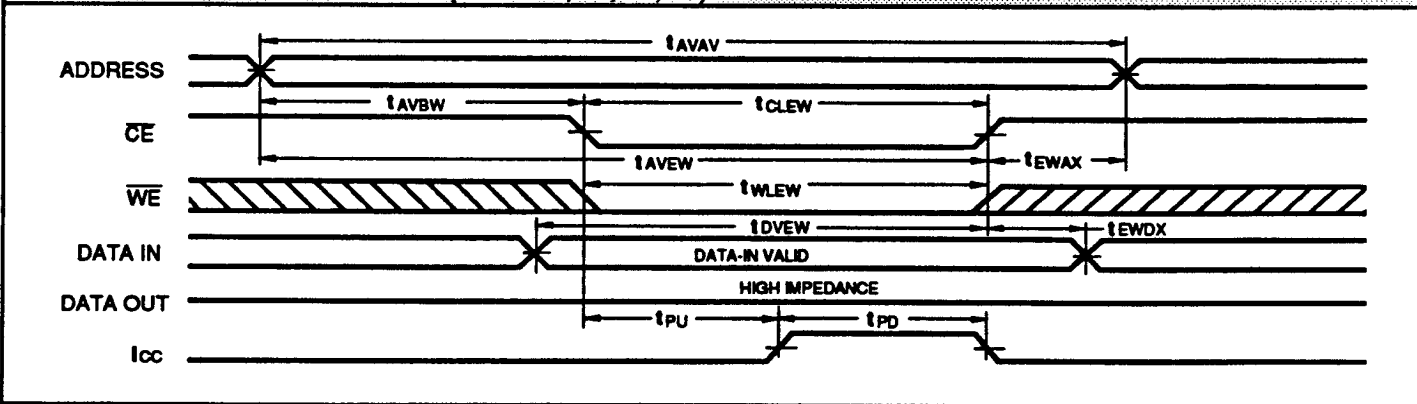 tAVAV
ADDRESS
tAVBW
tCLEW
CE
tAVEW
tEWAX
WE
tWLEW
tDVEW
tEWDX
DATA IN
DATA-IN VALID
HIGH IMPEDANCE
DATA OUT
tPU
tPD
Icc